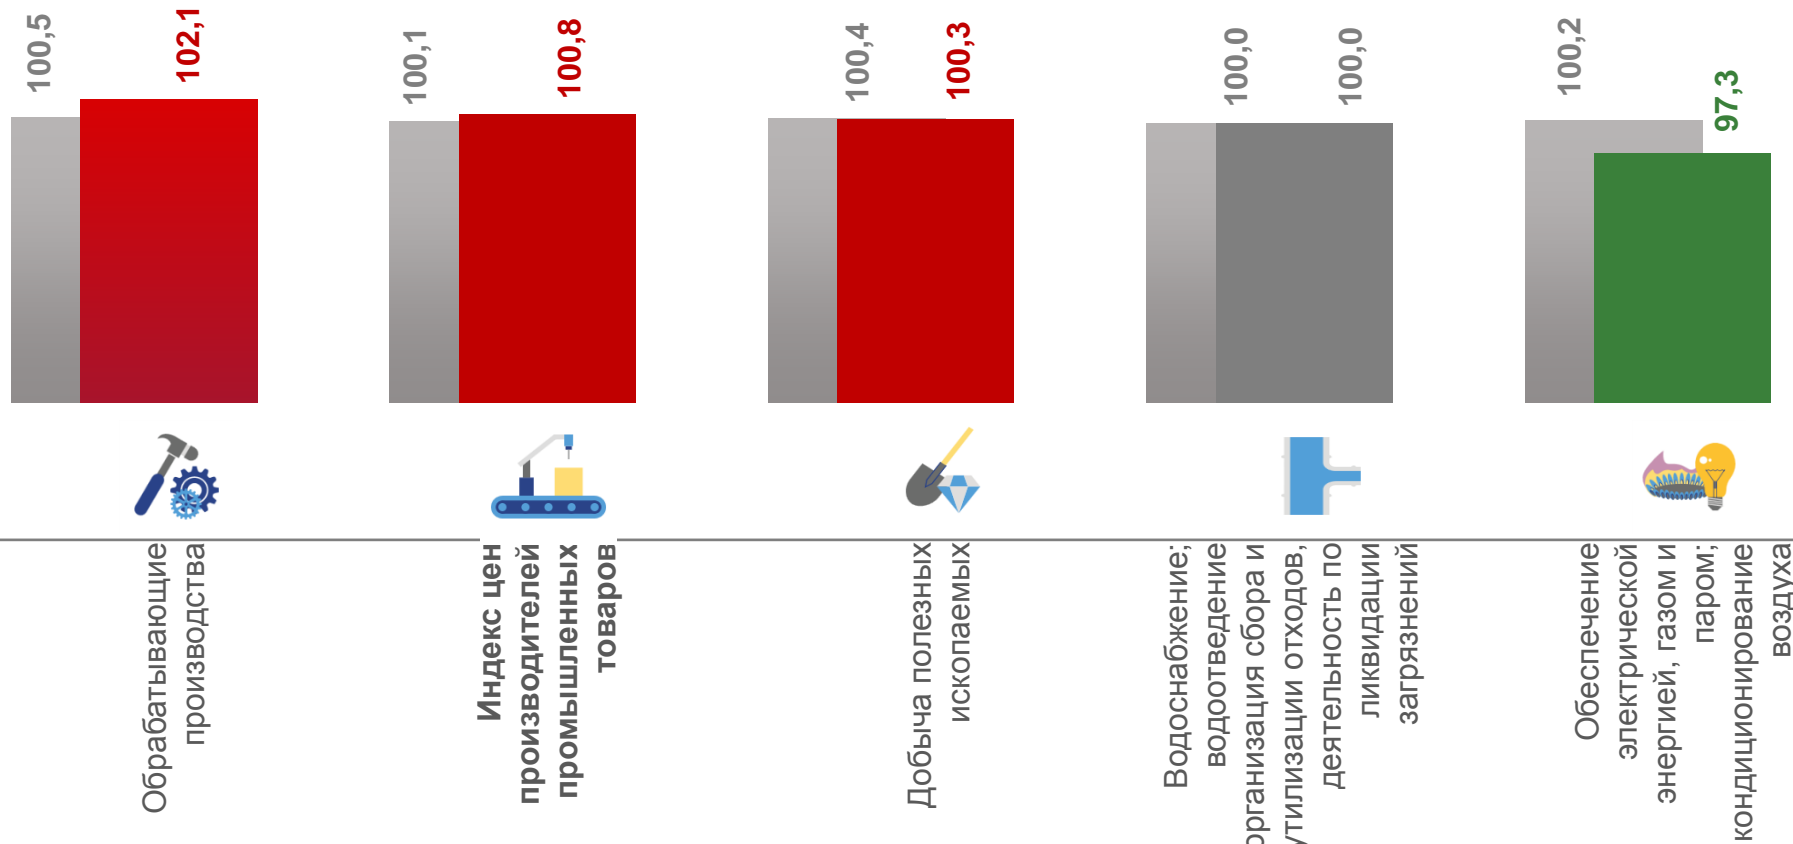 100,5
102,1
100,1
100,8
100,4
100,3
100,0
100,0
100,2
97,3
Обрабатывающие
производства
Индекс цен
производителей
промышленных
товаров
Добыча полезных
ископаемых
Водоснабжение;
водоотведение
организация сбора и
утилизации отходов,
деятельность по
ликвидации
загрязнений
Обеспечение
электрической
энергией, газом и
паром;
кондиционирование
воздуха